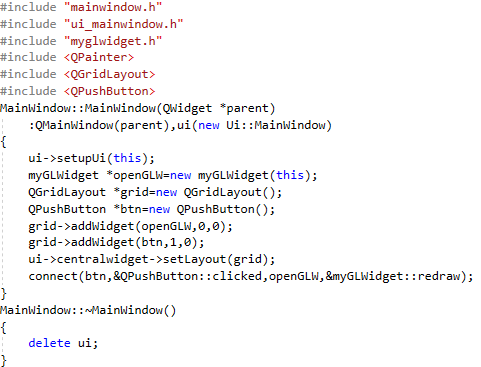 #include "mainwindow.h"
#include "ui_mainwindow.h"
#include "myglwidget.h"
#include <QPainter>
#include <QGridLayout>
#include <QPushButton>
MainWindow::MainWindow(QWidget *parent)
    :QMainWindow(parent),ui(new Ui::MainWindow)
{
    ui->setupUi(this);
    myGLWidget *openGLW=new myGLWidget(this);
    QGridLayout *grid=new QGridLayout();
    QPushButton *btn=new QPushButton();
    grid->addWidget(openGLW,0,0);
    grid->addWidget(btn,1,0);
    ui->centralwidget->setLayout(grid);
    connect(btn,&QPushButton::clicked,openGLW,&myGLWidget::redraw);
}
MainWindow::~MainWindow()
{
    delete ui;
}